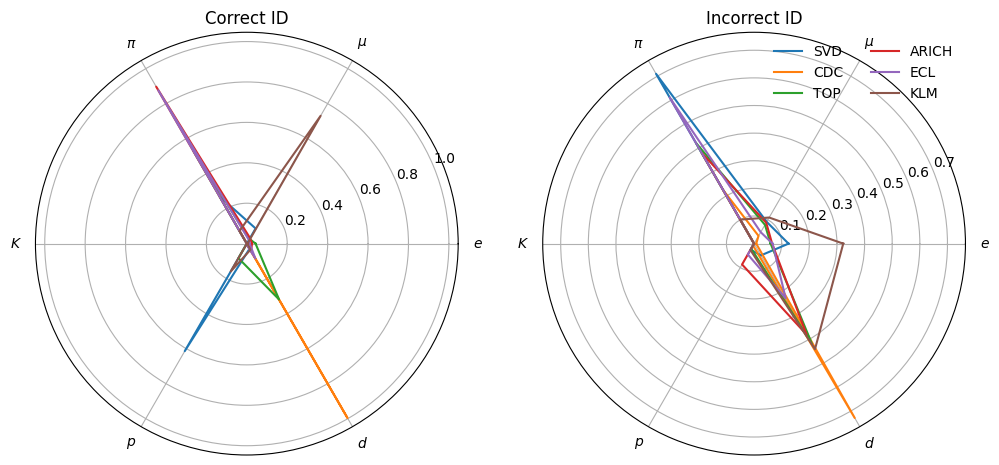 Correct ID
π
μ
1.0
0.8
0.6
0.4
0.2
K
e
p
d
Incorrect ID
π
μ
SVD
CDC
TOP
ARICH
ECL
KLM
0.7
0.6
0.5
0.4
0.3
0.2
0.1
K
e
p
d